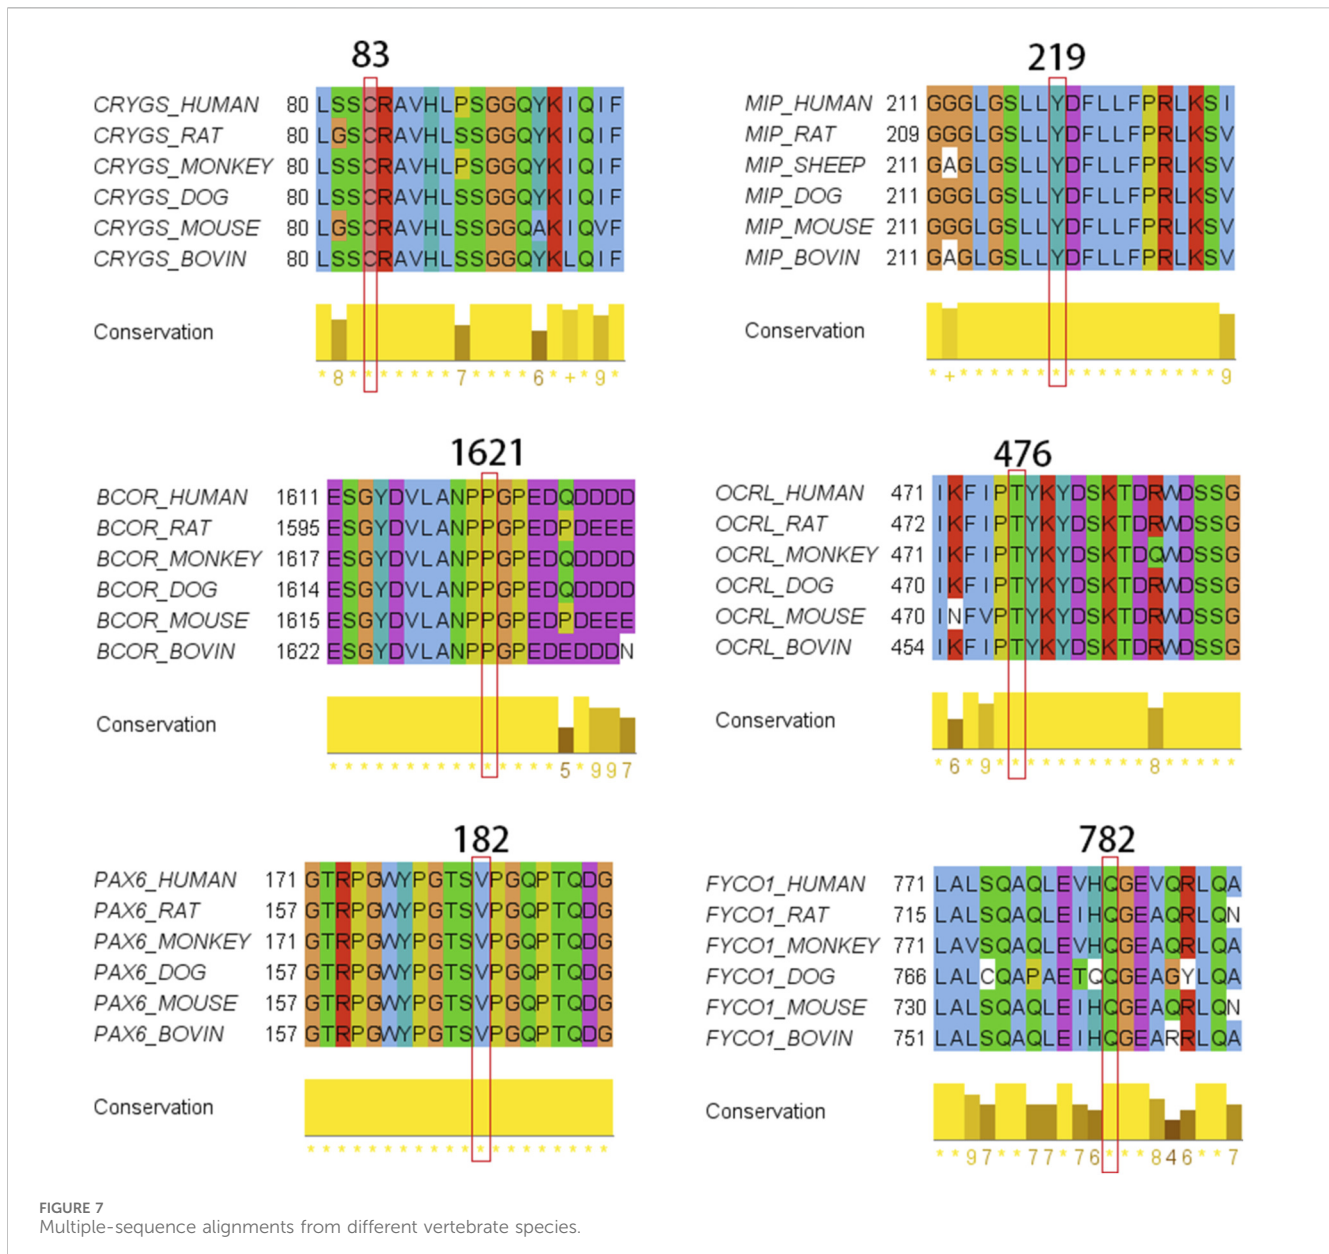 83
CRYGS_HUMAN 80 LSSCRAVHLPSGGQYKIQIF
CRYGS_RAT 80 LGSCRAVHLSSGGQYKIQIF
CRYGS_MONKEY 80 LSSCRAVHLPSGGQYKIQIF
CRYGS_DOG 80 LSSCRAVHLSSGGQYKIQIF
CRYGS_MOUSE 80 LGSCRAVHLSSGGQAKIQVF
CRYGS_BOVIN 80 LSSCRAVHLSSGGQYKLQIF
Conservation
*8*******7****6*+*9*
219
MIP_HUMAN 211 GGGLGSLLYDFLLFPRLKSI
MIP_RAT 209 GGGLGSLLYDFLLFPRLKSV
MIP_SHEEP 211 GAGLGSLLYDFLLFPRLKSV
MIP_DOG 211 GGGLGSLLYDFLLFPRLKSV
MIP_MOUSE 211 GGGLGSLLYDFLLFPRLKSV
MIP_BOVIN 211 GAGLGSLLYDFLLFPRLKSV
Conservation
*+*****************9
1621
BCOR_HUMAN 1611 ESGYDVLANPPGPEDQDDDD
BCOR_RAT 1595 ESGYDVLANPPGPEDPDEEE
BCOR_MONKEY 1617 ESGYDVLANPPGPEDQDDDD
BCOR_DOG 1614 ESGYDVLANPPGPEDQDDDD
BCOR_MOUSE 1615 ESGYDVLANPPGPEDPDEEE
BCOR_BOVIN 1622 ESGYDVLANPPGPEDEDDDN
Conservation
***************5*997
476
OCRL_HUMAN 471 IKFIPTYKYDSKTDRWDSSG
OCRL_RAT 472 IKFIPTYKYDSKTDRWDSSG
OCRL_MONKEY 471 IKFIPTYKYDSKTDQWDSSG
OCRL_DOG 470 IKFIPTYKYDSKTDRWDSSG
OCRL_MOUSE 470 INFVPTYKYDSKTDRWDSSG
OCRL_BOVIN 454 IKFIPTYKYDSKTDRWDSSG
Conservation
*6*9**********8*****
182
PAX6_HUMAN 171 GTRPGWYPGTSVPGQPTQDG
PAX6_RAT 157 GTRPGWYPGTSVPGQPTQDG
PAX6_MONKEY 171 GTRPGWYPGTSVPGQPTQDG
PAX6_DOG 157 GTRPGWYPGTSVPGQPTQDG
PAX6_MOUSE 157 GTRPGWYPGTSVPGQPTQDG
PAX6_BOVIN 157 GTRPGWYPGTSVPGQPTQDG
Conservation
********************
782
FYCO1_HUMAN 771 LALSQAQLEVHQGEVQRLQA
FYCO1_RAT 715 LALSQAQLEIHQGEAQRLQN
FYCO1_MONKEY 771 LAVSQAQLEVHQGEAQRLQA
FYCO1_DOG 766 LALCQAPAETQQGEAGYLQA
FYCO1_MOUSE 730 LALSQAQLEIHQGEAQRLQN
FYCO1_BOVIN 751 LALSQAQLEIHQGEARRLQA
Conservation
**97**77*76***846**7
FIGURE 7
Multiple-sequence alignments from different vertebrate species.